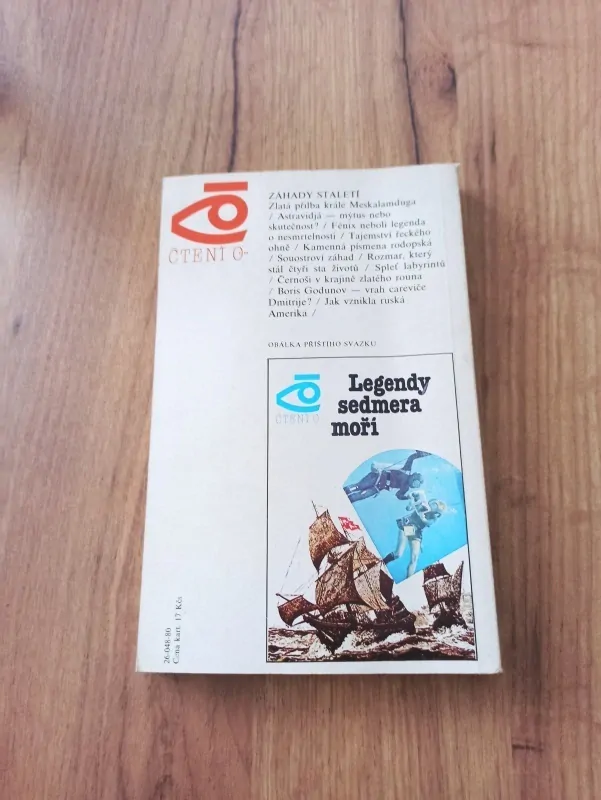 ČTENÍ O-
ZÁHADY STALETÍ
Zlatá přilba krále Meskalamduga
/ Astravidjá — mýtus nebo
skutečnost? / Fénix neboli legenda
o nesmrtelnosti / Tajemství řeckého
ohně / Kamenná písmena rodopská
/ Souostroví záhad / Rozmar, který
stál čtyři sta životů / Spleť labyrintů
/ Černoši v krajině zlatého rouna
/ Boris Godunov — vrah careviče
Dmitrije? / Jak vznikla ruská
Amerika /
OBÁLKA PŘÍŠTÍHO SVAZKU
ČTENÍ O
Legendy
sedmera
moří
26-048-80
Cena kart. 17 Kčs